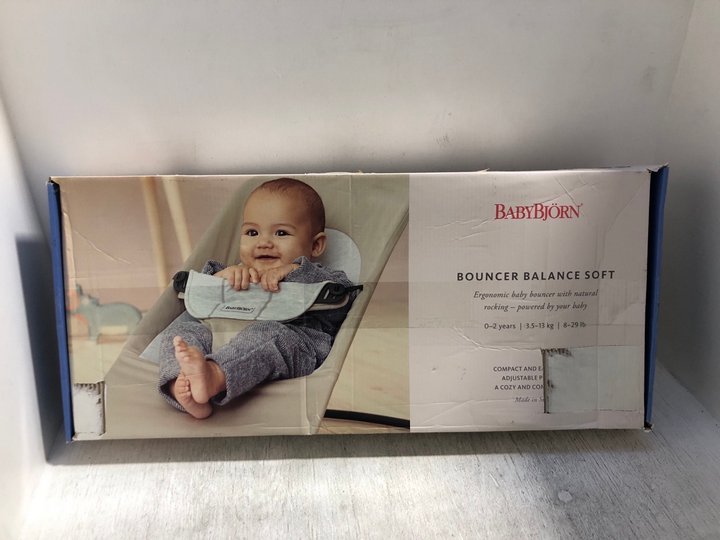 BABYBJÖRN
BABYBJÖRN
BOUNCER BALANCE SOFT
Ergonomic baby bouncer with natural
rocking – powered by your baby
0–2 years | 3.5–13 kg | 8–29 lb
COMPACT AND
ADJUSTABLE
A COZY AND
Made in